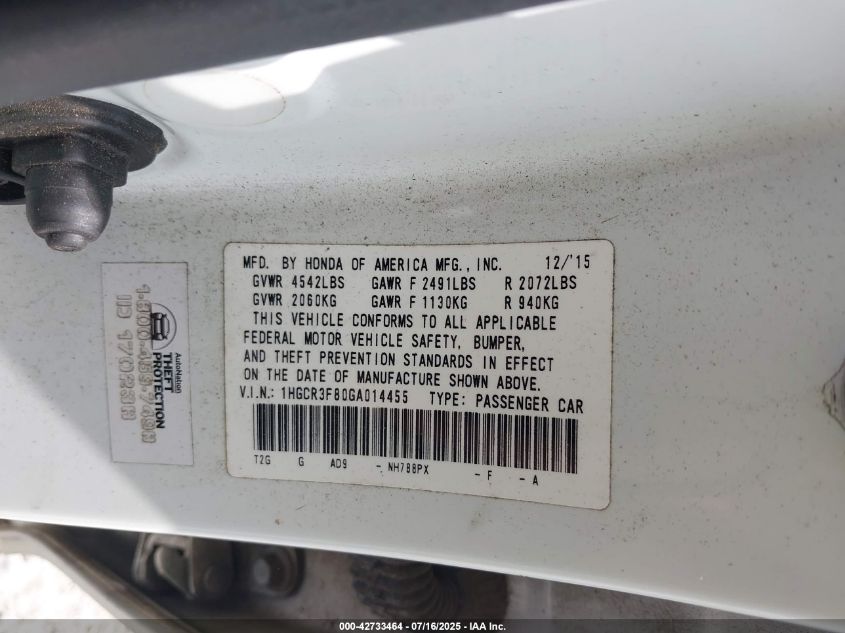 MFD. BY HONDA OF AMERICA MFG., INC. 12/'15
GVWR 4542LBS GAWR F 2491LBS R 2072LBS
GVWR 2060KG GAWR F 1130KG R 940KG
THIS VEHICLE CONFORMS TO ALL APPLICABLE
FEDERAL MOTOR VEHICLE SAFETY, BUMPER,
AND THEFT PREVENTION STANDARDS IN EFFECT
ON THE DATE OF MANUFACTURE SHOWN ABOVE.
V.I.N.: 1HGCR3F80GA014455 TYPE: PASSENGER CAR
T2G G AD9 - NH788PX - F - A
AutoNation
THEFT
PROTECTION
000-42733464 - 07/16/2025 - IAA Inc.